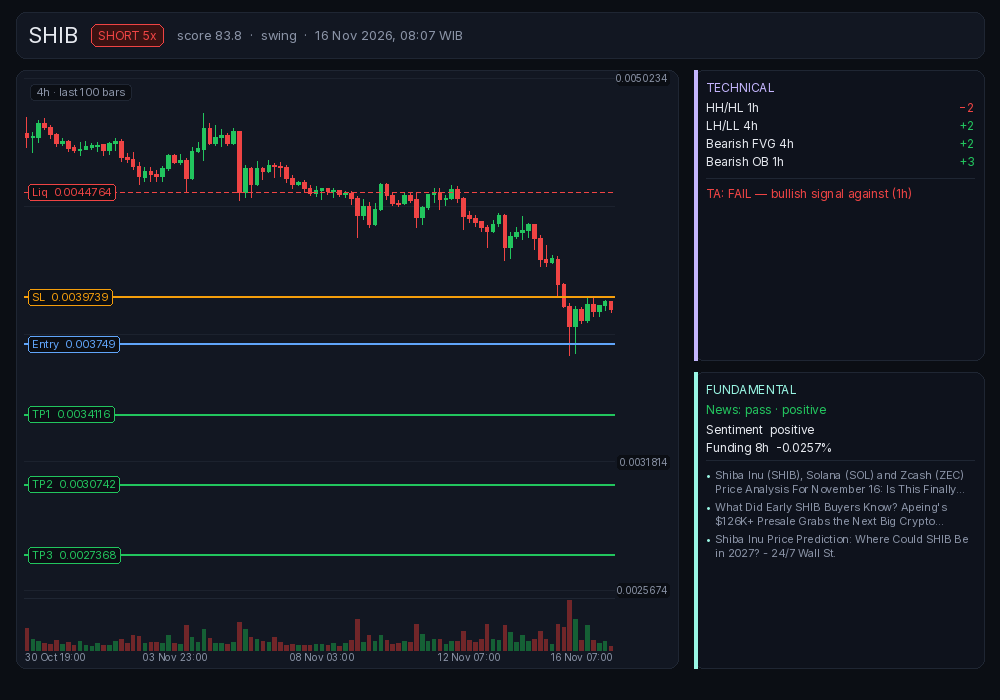 SHIB SHORT 5x score 83.8 · swing · 16 Nov 2026, 08:07 WIB
4h · last 100 bars
0.0050234
Liq 0.0044764
SL 0.0039739
Entry 0.003749
TP1 0.0034116
0.0031814
TP2 0.0030742
TP3 0.0027368
0.0025674
30 Oct 19:00 03 Nov 23:00 08 Nov 03:00 12 Nov 07:00 16 Nov 07:00
TECHNICAL
HH/HL 1h −2
LH/LL 4h +2
Bearish FVG 4h +2
Bearish OB 1h +3
TA: FAIL — bullish signal against (1h)
FUNDAMENTAL
News: pass · positive
Sentiment positive
Funding 8h -0.0257%
• Shiba Inu (SHIB), Solana (SOL) and Zcash (ZEC)
Price Analysis For November 16: Is This Finally…
• What Did Early SHIB Buyers Know? Apeing's
$126K+ Presale Grabs the Next Big Crypto…
• Shiba Inu Price Prediction: Where Could SHIB Be
in 2027? - 24/7 Wall St.